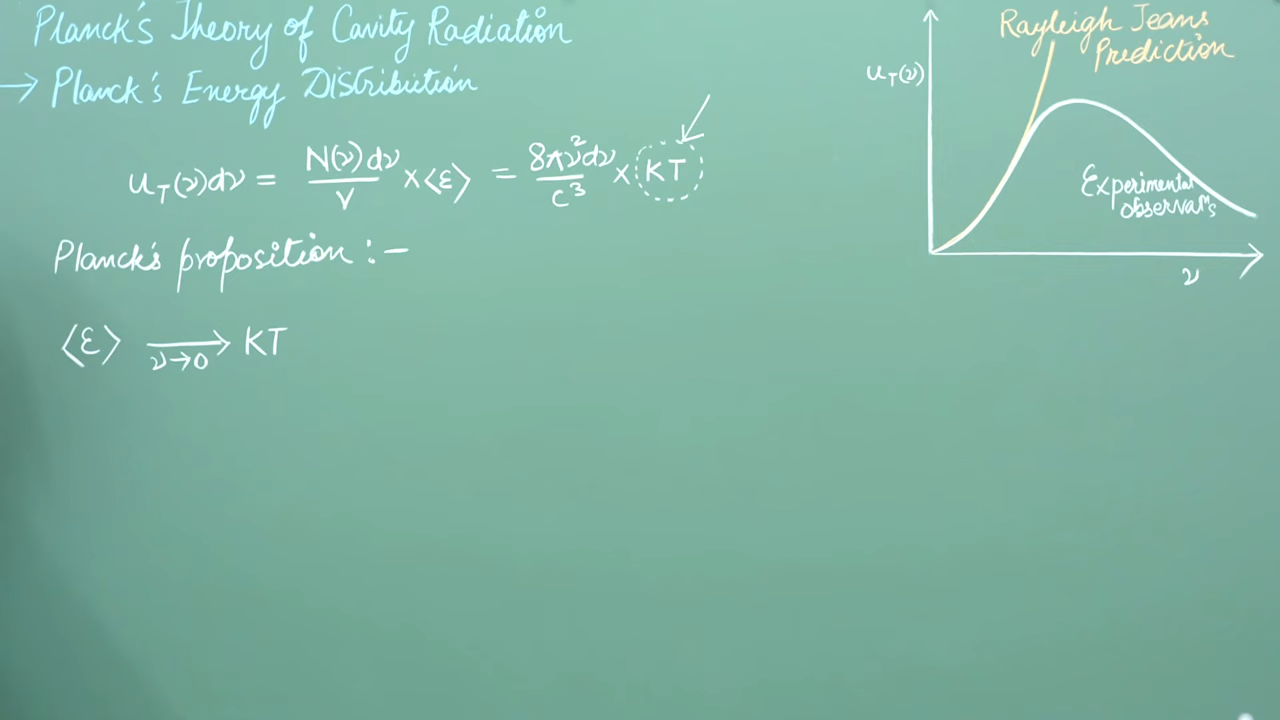 Planck's Theory of Cavity Radiation
→ Planck's Energy Distribution
u_T(ν)dν = N(ν)dν/V × ⟨ε⟩ = 8πν²dν/c³ × KT
Planck's proposition :-
⟨ε⟩ ⟶ KT
ν→0
Rayleigh Jeans
Prediction
u_T(ν)
Experimental
observaᵗⁿs
ν